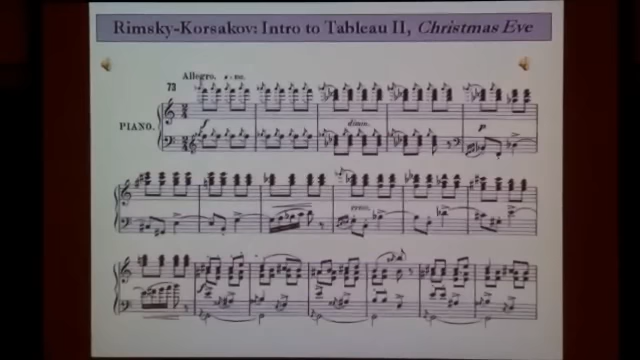 Rimsky-Korsakov: Intro to Tableau II, Christmas Eve
73
Allegro.
PIANO.
f
dimin.
p
cresc.
f